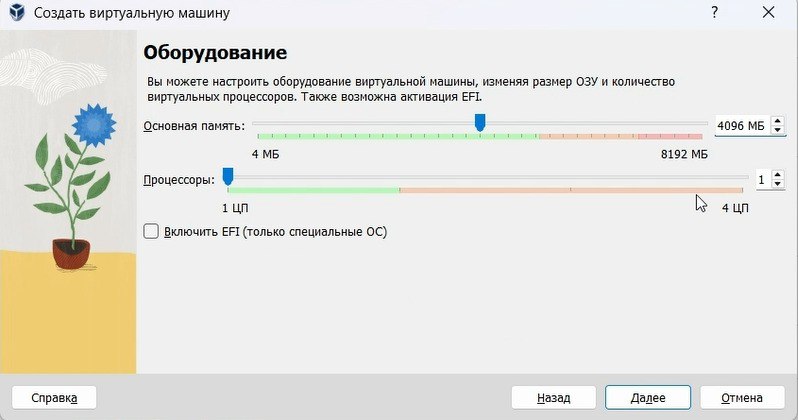 Создать виртуальную машину
?
Оборудование
Вы можете настроить оборудование виртуальной машины, изменяя размер ОЗУ и количество
виртуальных процессоров. Также возможна активация EFI.
Основная память: 4096 МБ
4 МБ 8192 МБ
Процессоры: 1
1 ЦП 4 ЦП
Включить EFI (только специальные ОС)
Справка Назад Далее Отмена